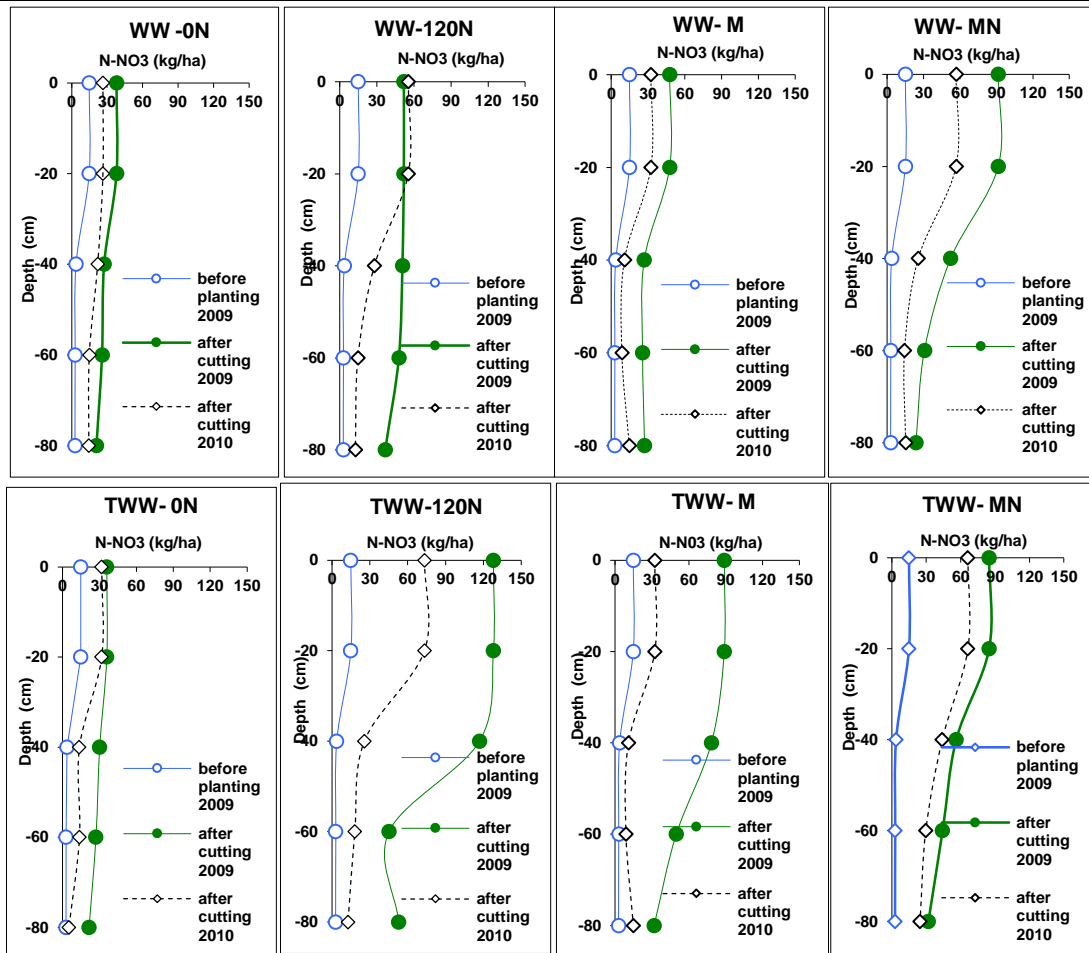 WW -0N
N-NO3 (kg/ha)
0 30 60 90 120 150
0
-20
-40
-60
-80
Depth (cm)
before
planting
2009
after
cutting
2009
after
cutting
2010
WW-120N
N-NO3 (kg/ha)
0 30 60 90 120 150
0
-20
-40
-60
-80
Depth (cm)
before
planting
2009
after
cutting
2009
after
cutting
2010
WW- M
N-NO3 (kg/ha)
0 30 60 90 120 150
0
-20
-40
-60
-80
Depth (cm)
before
planting
2009
after
cutting
2009
after
cutting
2010
WW- MN
N-NO3 (kg/ha)
0 30 60 90 120 150
0
-20
-40
-60
-80
Depth (cm)
before
planting
2009
after
cutting
2009
after
cutting
2010
TWW- 0N
N-NO3 (kg/ha)
0 30 60 90 120 150
0
-20
-40
-60
-80
Depth (cm)
before
planting
2009
after
cutting
2009
after
cutting
2010
TWW-120N
N-NO3 (kg/ha)
0 30 60 90 120 150
0
-20
-40
-60
-80
Depth (cm)
before
planting
2009
after
cutting
2009
after
cutting
2010
TWW- M
N-N03 (kg/ha)
0 30 60 90 120 150
0
-20
-40
-60
-80
Depth (cm)
before
planting
2009
after
cutting
2009
after
cutting
2010
TWW- MN
N-NO3 (kg/ha)
0 30 60 90 120 150
0
-20
-40
-60
-80
Depth (cm)
before
planting
2009
after
cutting
2009
after
cutting
2010